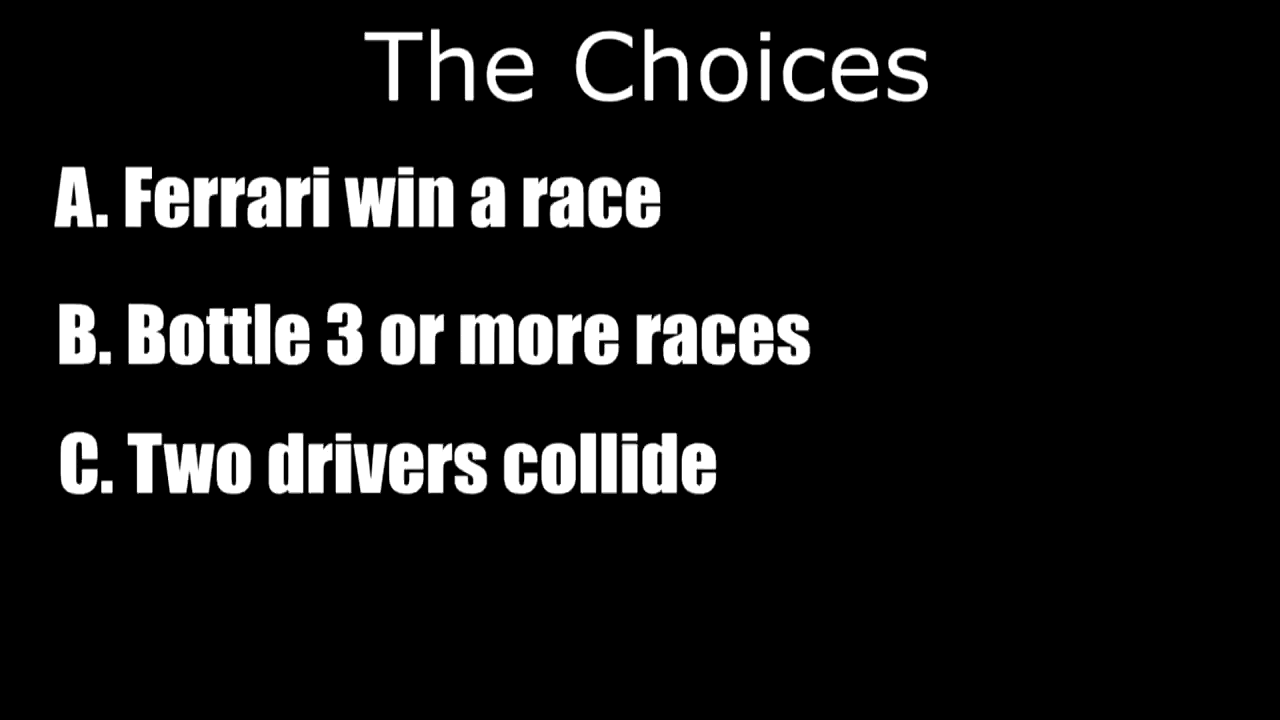 The Choices
A. Ferrari win a race
B. Bottle 3 or more races
C. Two drivers collide